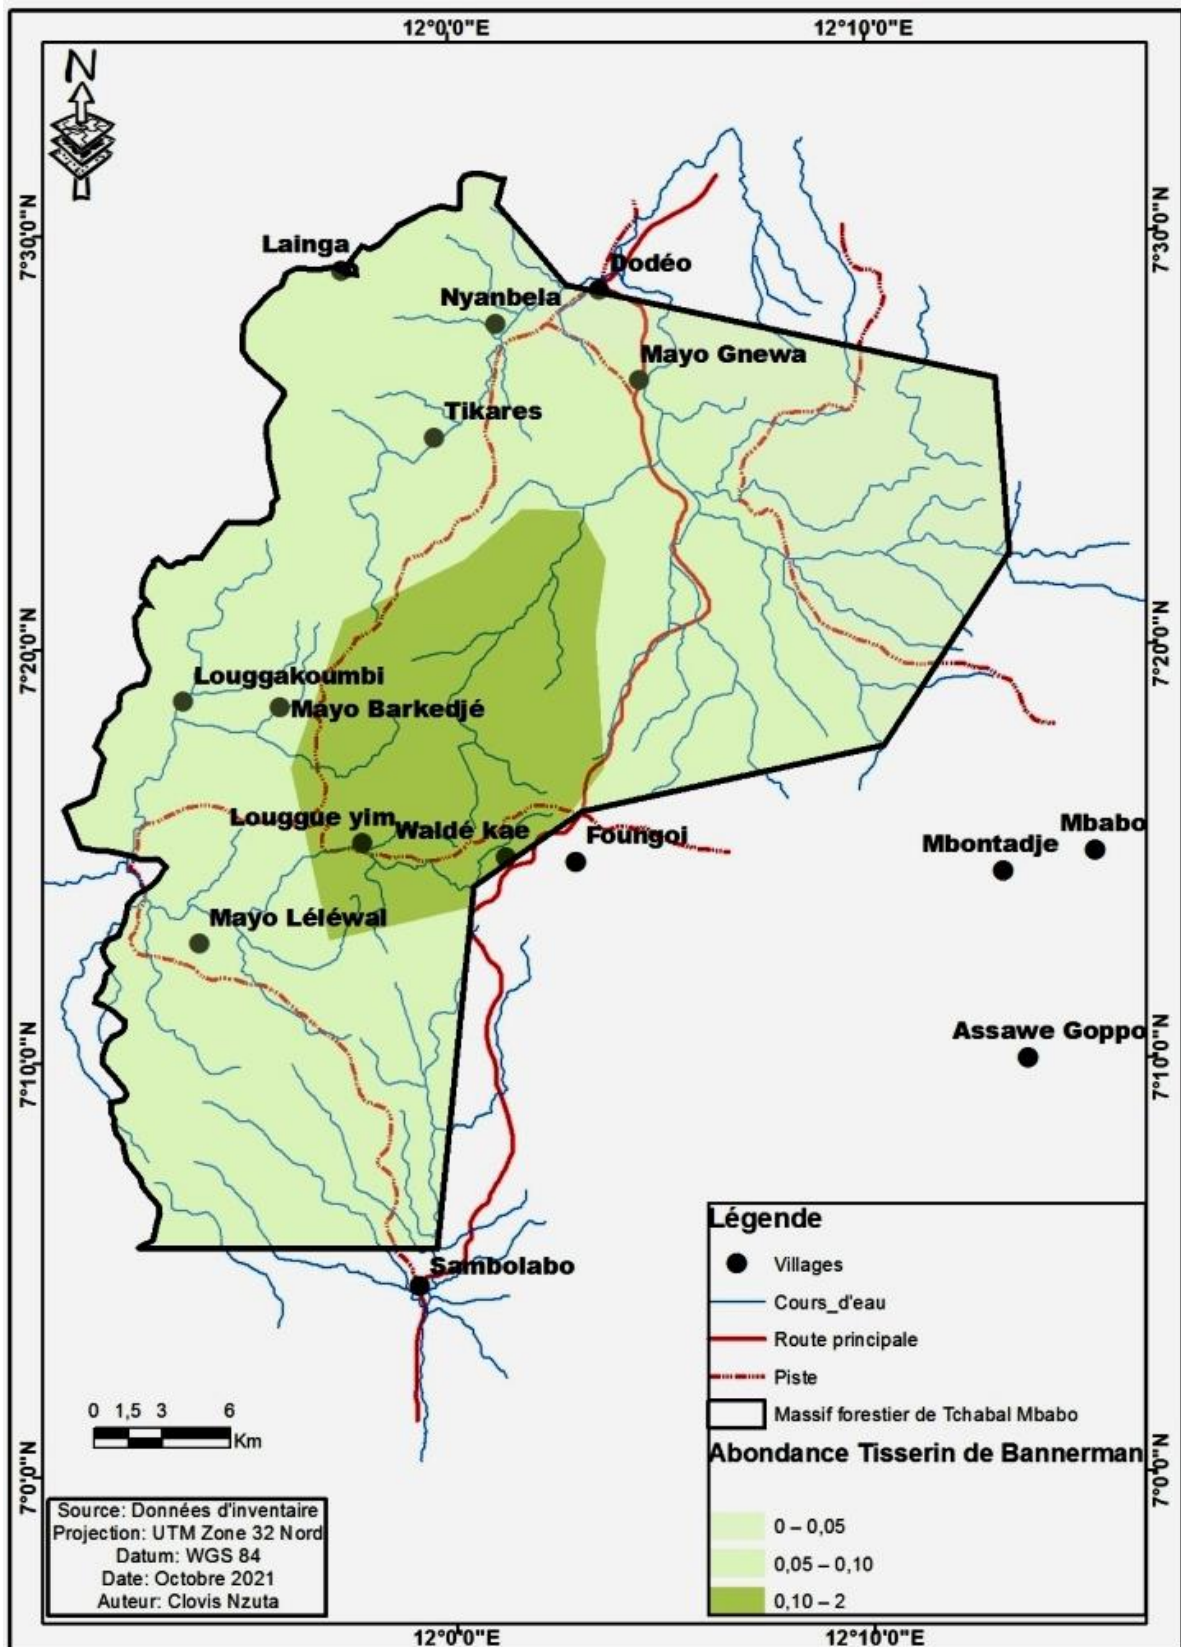 12°0'0"E
12°10'0"E
N
7°30'0"N
7°30'0"N
Lainga
Dodéo
Nyanbela
Mayo Gnewa
Tikares
7°20'0"N
7°20'0"N
Louggakoumbi
Mayo Barkedjé
Louggue yim
Waldé kae
Foungoi
Mbabo
Mbontadje
Mayo Léléwal
Assawe Goppo
7°10'0"N
7°10'0"N
Sambolabo
Légende
Villages
Cours_d'eau
Route principale
Piste
Massif forestier de Tchabal Mbabo
Abondance Tisserin de Bannerman
0 – 0,05
0,05 – 0,10
0,10 – 2
0 1,5 3 6
Km
7°0'0"N
7°0'0"N
Source: Données d'inventaire
Projection: UTM Zone 32 Nord
Datum: WGS 84
Date: Octobre 2021
Auteur: Clovis Nzuta
12°0'0"E
12°10'0"E